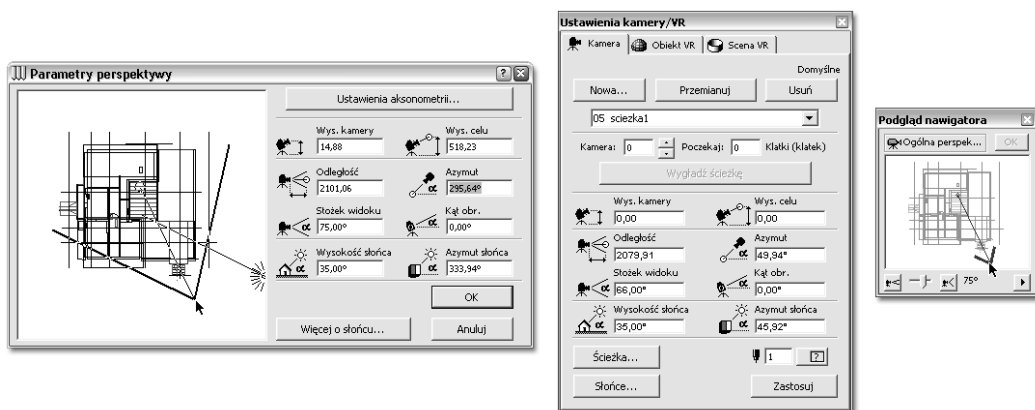 Parametry perspektywy
Ustawienia aksonometrii...
Wys. kamery
14,88
Wys. celu
518,23
Odległość
2101,06
Azymut
295,64°
Stożek widoku
75,00°
Kąt obr.
0,00°
Wysokość słońca
35,00°
Azymut słońca
333,94°
OK
Więcej o słońcu...
Anuluj
Ustawienia kamery/VR
Kamera
Obiekt VR
Scena VR
Domyślne
Nowa...
Przemianuj
Usuń
05 sciezka1
Kamera: 0
Poczekaj: 0
Klatki (klatek)
Wygładź ścieżkę
Wys. kamery
0,00
Wys. celu
0,00
Odległość
2079,91
Azymut
49,94°
Stożek widoku
66,00°
Kąt obr.
0,00°
Wysokość słońca
35,00°
Azymut słońca
45,92°
Ścieżka...
1
Słońce...
Zastosuj
Podgląd nawigatora
Ogólna perspek...
OK
75°